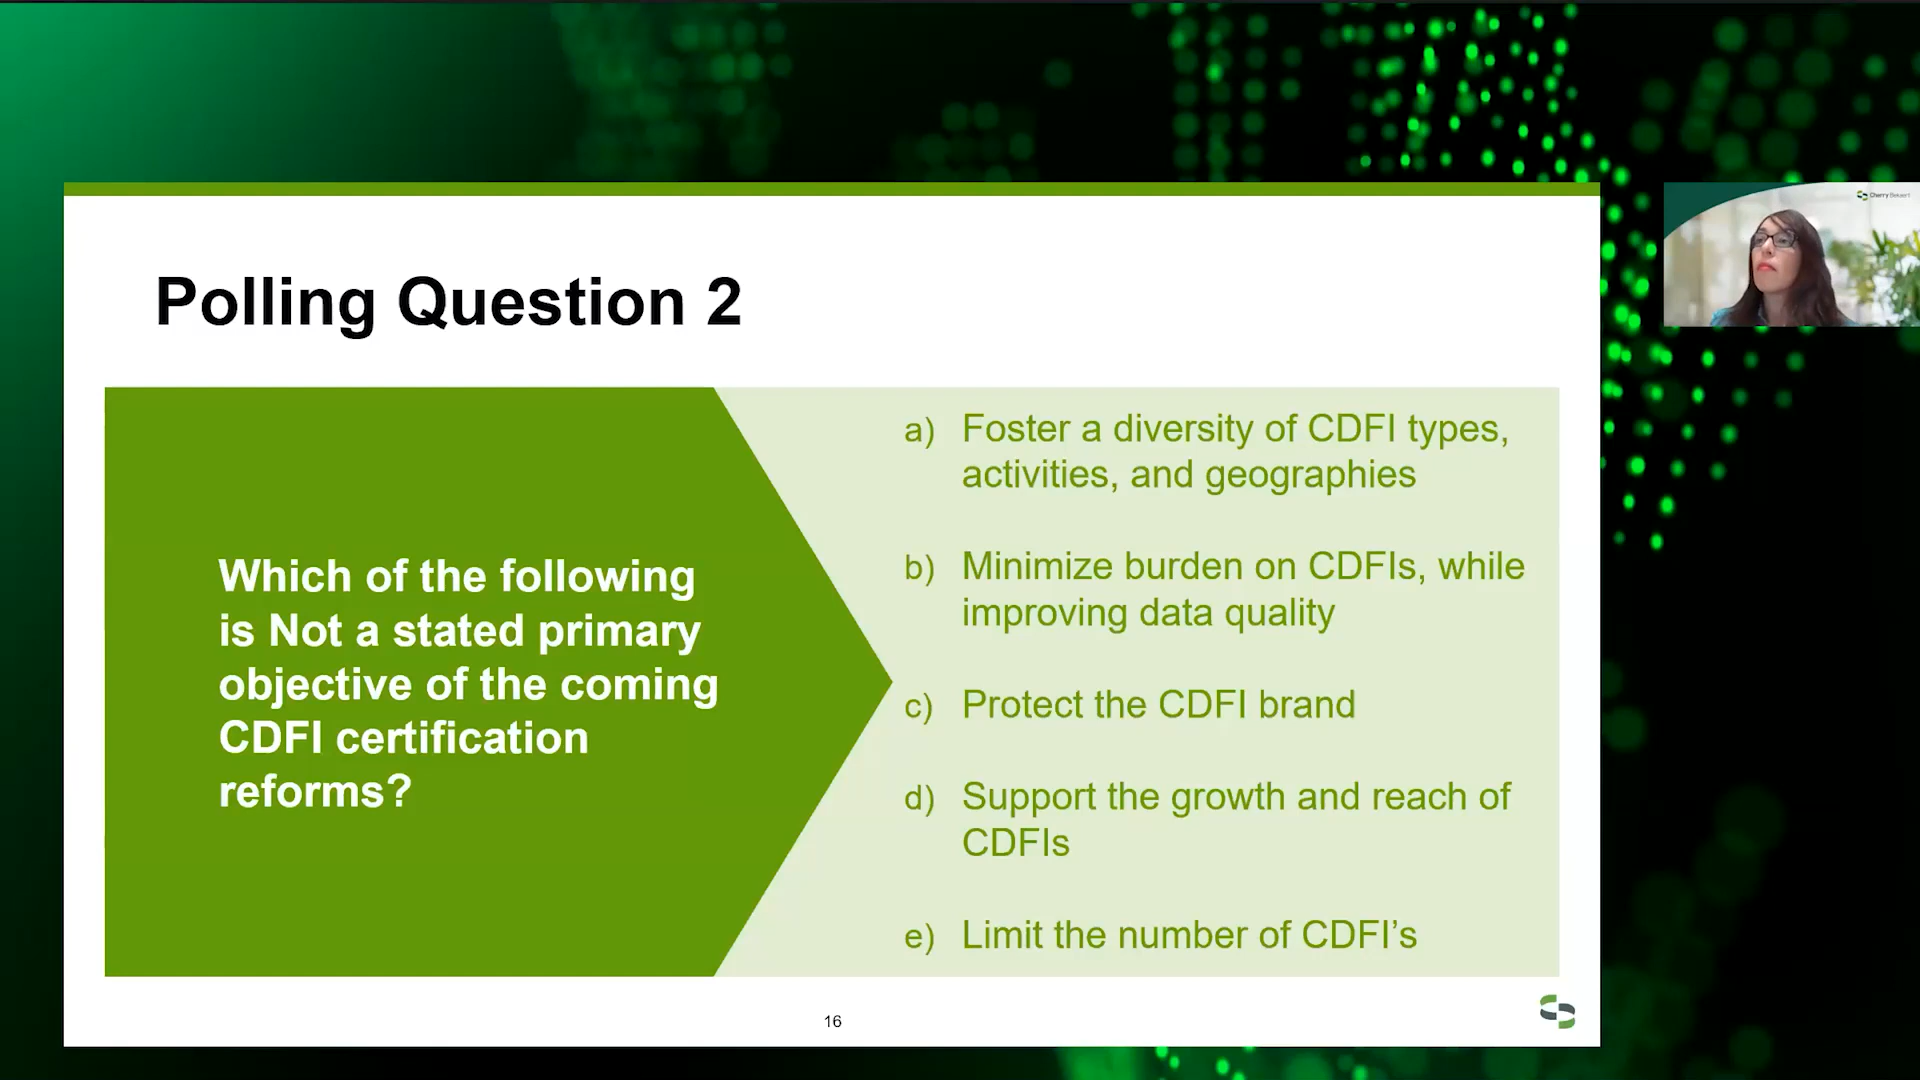 Cherry Bekaert
Polling Question 2
Which of the following
is Not a stated primary
objective of the coming
CDFI certification
reforms?
a) Foster a diversity of CDFI types,
activities, and geographies
b) Minimize burden on CDFIs, while
improving data quality
c) Protect the CDFI brand
d) Support the growth and reach of
CDFIs
e) Limit the number of CDFI’s
16